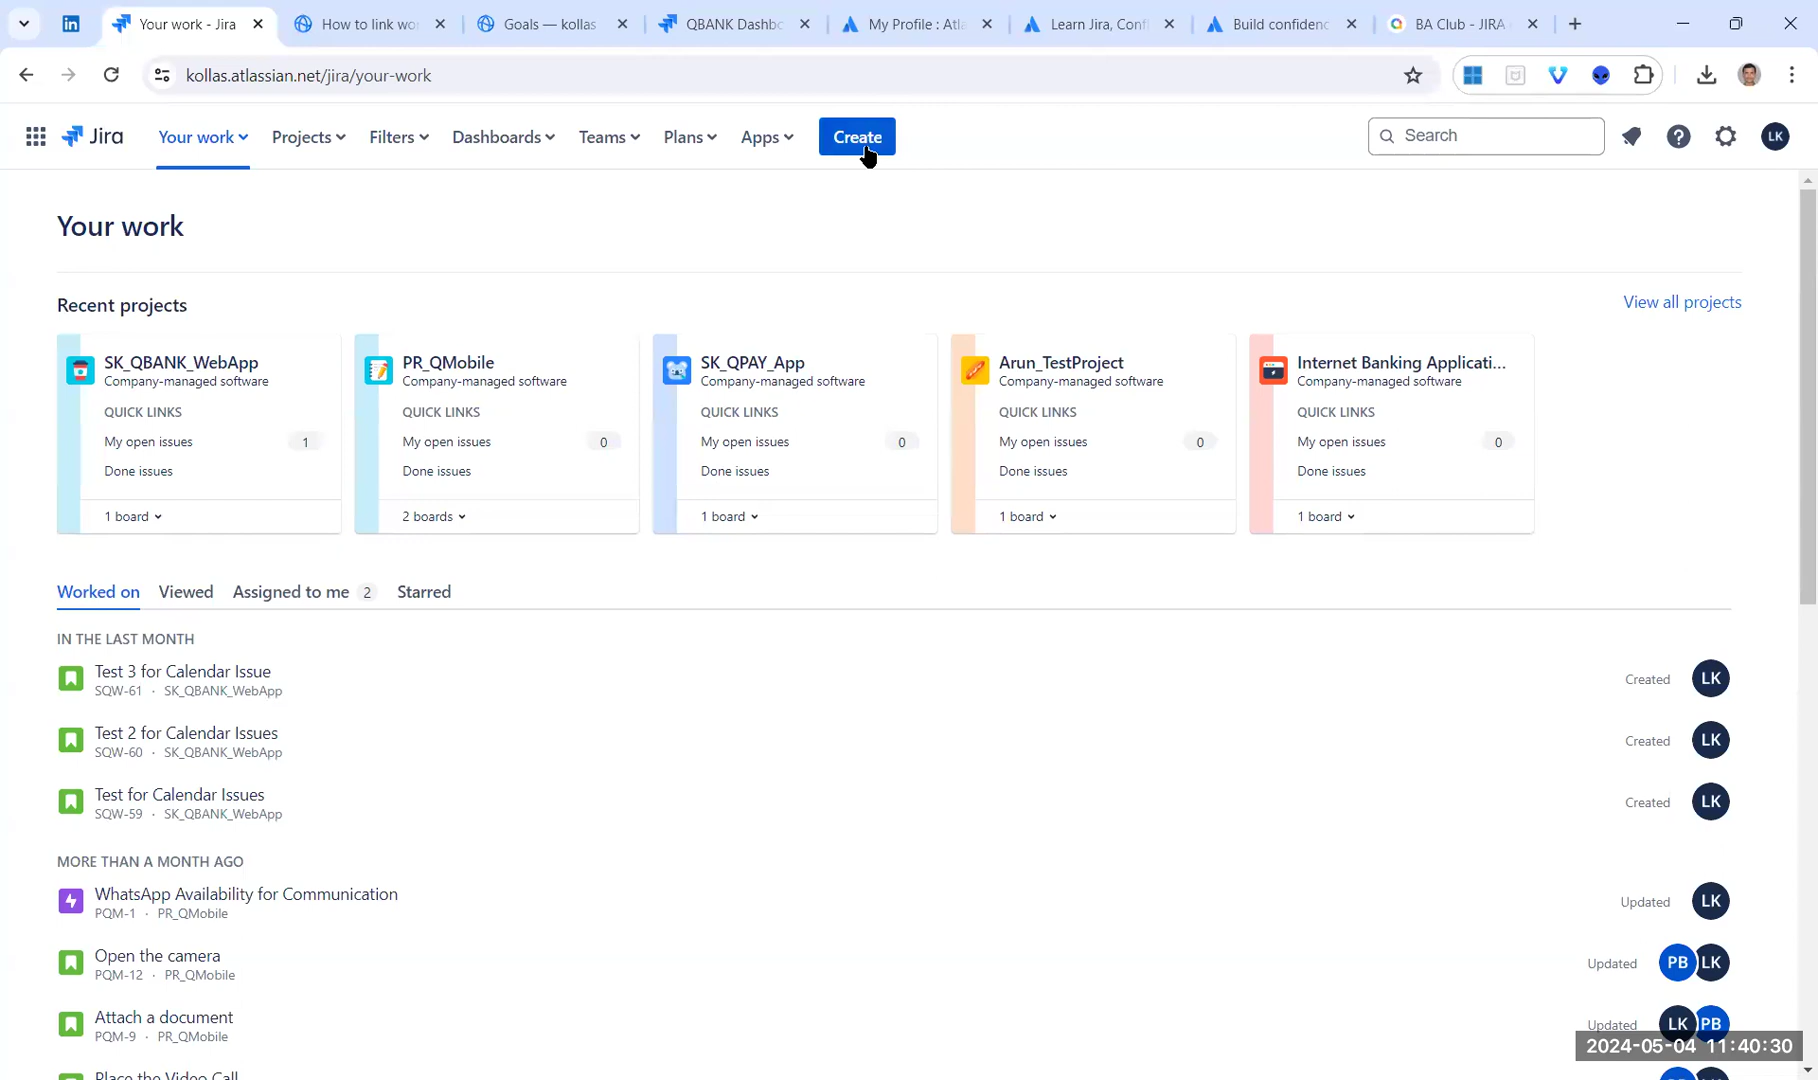 Your work - Jira
How to link wo
Goals — kollas
QBANK Dashbo
My Profile : Atla
Learn Jira, Conf
Build confidenc
BA Club - JIRA
kollas.atlassian.net/jira/your-work
Jira
Your work
Projects
Filters
Dashboards
Teams
Plans
Apps
Create
Search
LK
Your work
Recent projects
View all projects
SK_QBANK_WebApp
Company-managed software
QUICK LINKS
My open issues 1
Done issues
1 board
PR_QMobile
Company-managed software
QUICK LINKS
My open issues 0
Done issues
2 boards
SK_QPAY_App
Company-managed software
QUICK LINKS
My open issues 0
Done issues
1 board
Arun_TestProject
Company-managed software
QUICK LINKS
My open issues 0
Done issues
1 board
Internet Banking Applicati...
Company-managed software
QUICK LINKS
My open issues 0
Done issues
1 board
Worked on Viewed Assigned to me 2 Starred
IN THE LAST MONTH
Test 3 for Calendar Issue
SQW-61 · SK_QBANK_WebApp
Created LK
Test 2 for Calendar Issues
SQW-60 · SK_QBANK_WebApp
Created LK
Test for Calendar Issues
SQW-59 · SK_QBANK_WebApp
Created LK
MORE THAN A MONTH AGO
WhatsApp Availability for Communication
PQM-1 · PR_QMobile
Updated LK
Open the camera
PQM-12 · PR_QMobile
Updated PB LK
Attach a document
PQM-9 · PR_QMobile
Updated LK PB
Place the Video Call
2024-05-04 11:40:30